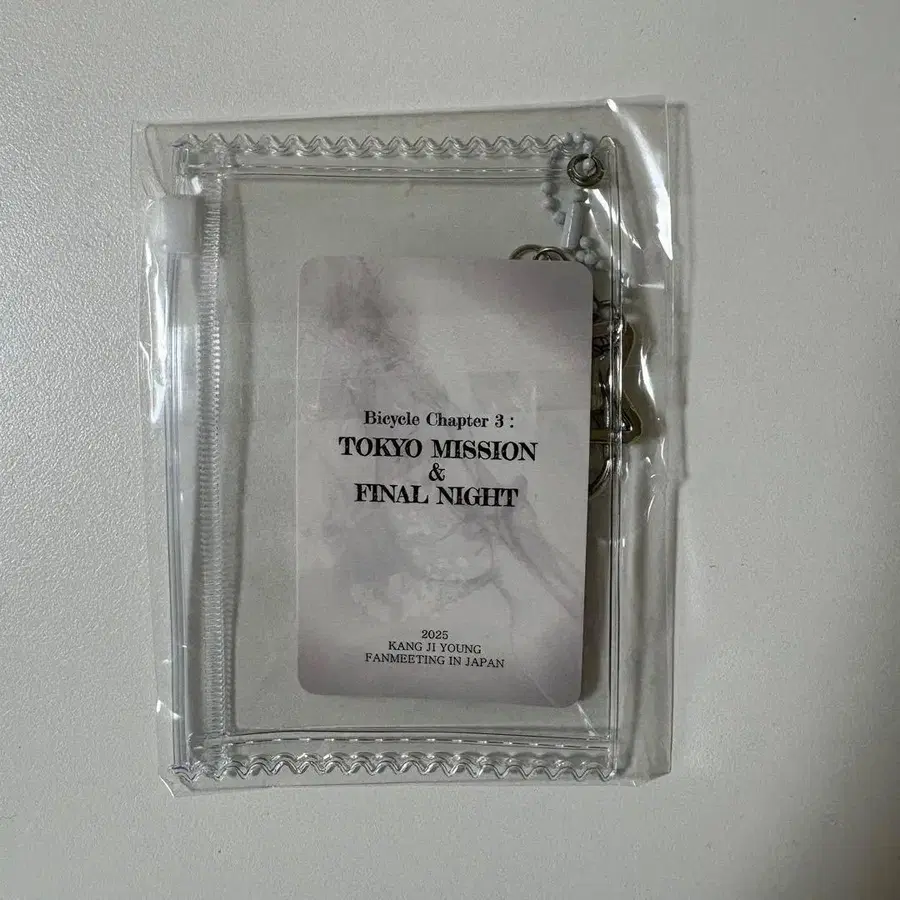 Bicycle Chapter 3 :
TOKYO MISSION
&
FINAL NIGHT
2025
KANG JI YOUNG
FANMEETING IN JAPAN